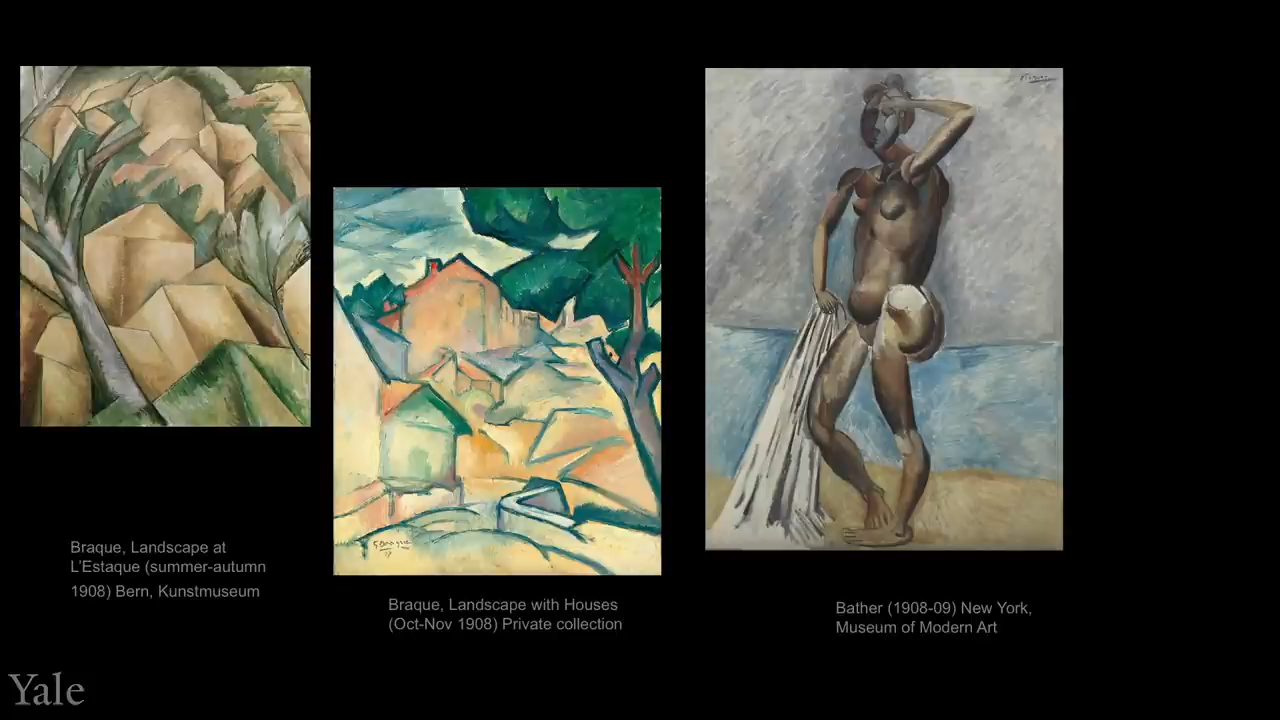 Braque, Landscape at
L'Estaque (summer-autumn
1908) Bern, Kunstmuseum
Braque, Landscape with Houses
(Oct-Nov 1908) Private collection
Bather (1908-09) New York,
Museum of Modern Art
Yale